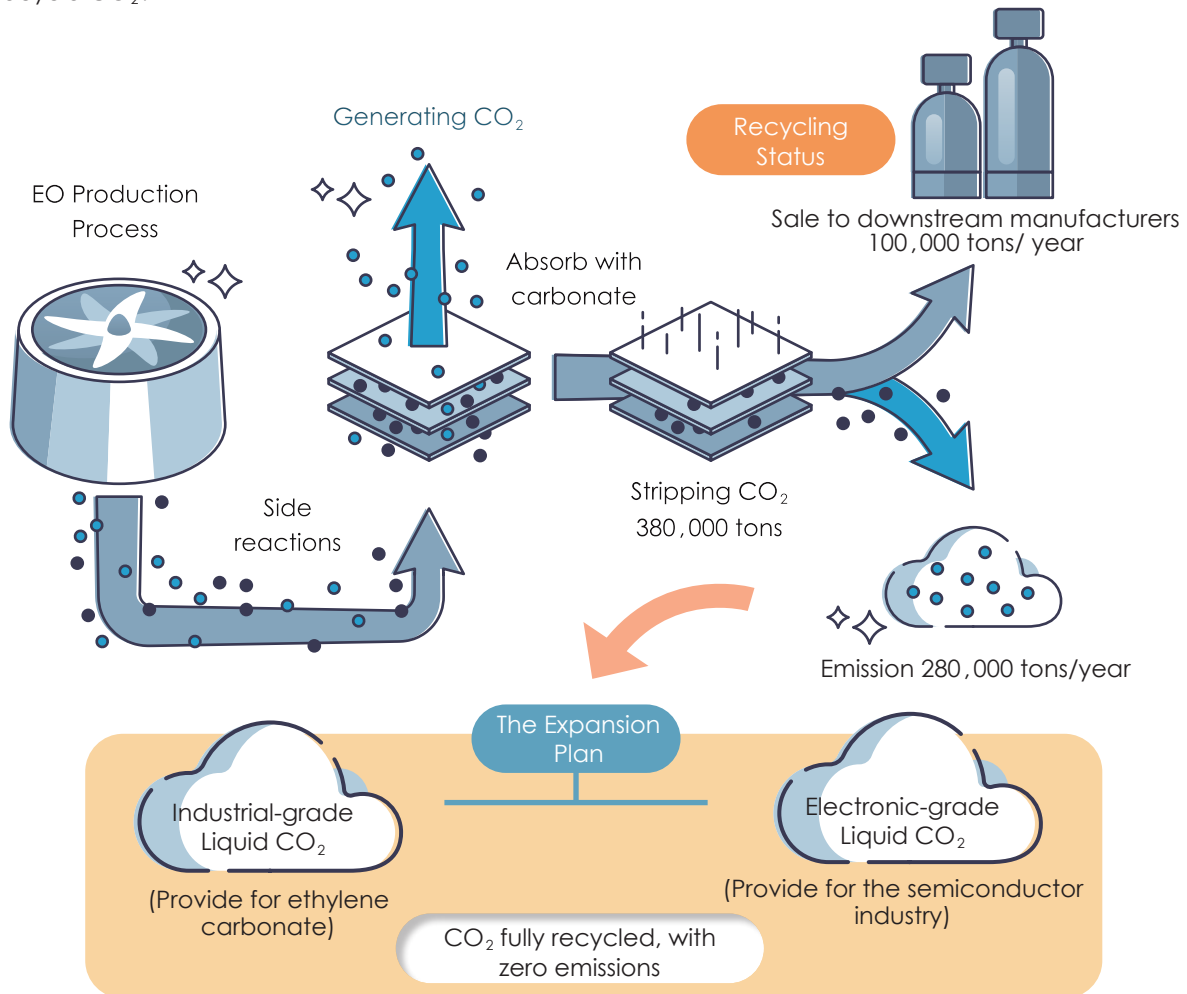 Generating CO₂
Recycling
Status
EO Production
Process
Sale to downstream manufacturers
100,000 tons/ year
Absorb with
carbonate
Stripping CO₂
380,000 tons
Side
reactions
Emission 280,000 tons/year
The Expansion
Plan
Industrial-grade
Liquid CO₂
(Provide for ethylene
carbonate)
Electronic-grade
Liquid CO₂
(Provide for the semiconductor
industry)
CO₂ fully recycled, with
zero emissions